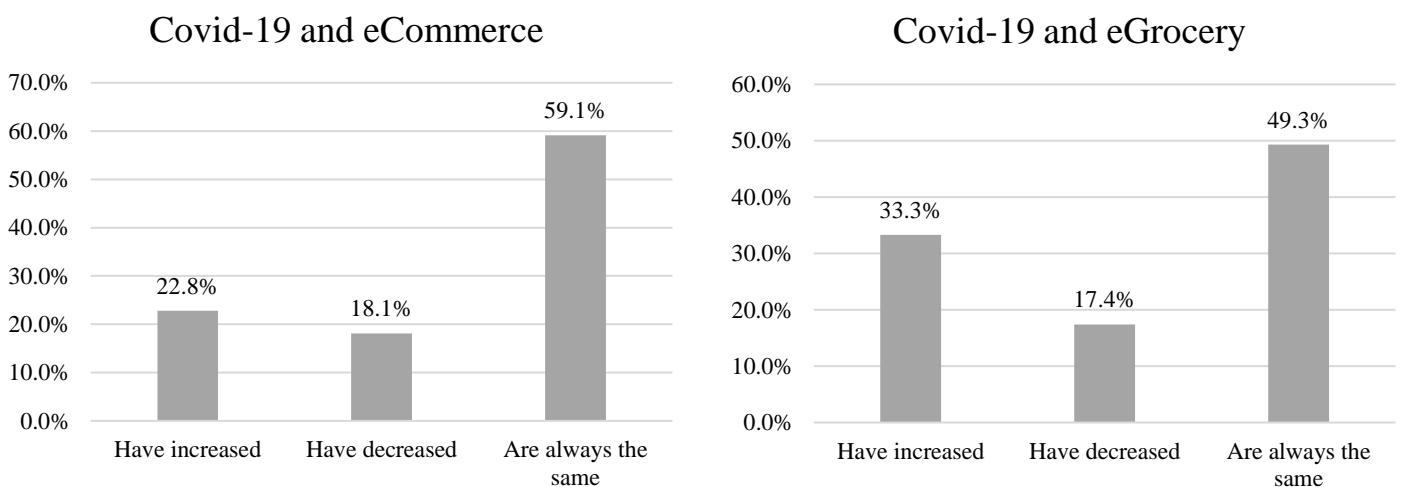 Covid-19 and eCommerce
70.0%
60.0%
50.0%
40.0%
30.0%
20.0%
10.0%
0.0%
22.8%
18.1%
59.1%
Have increased
Have decreased
Are always the
same
Covid-19 and eGrocery
60.0%
50.0%
40.0%
30.0%
20.0%
10.0%
0.0%
33.3%
17.4%
49.3%
Have increased
Have decreased
Are always the
same